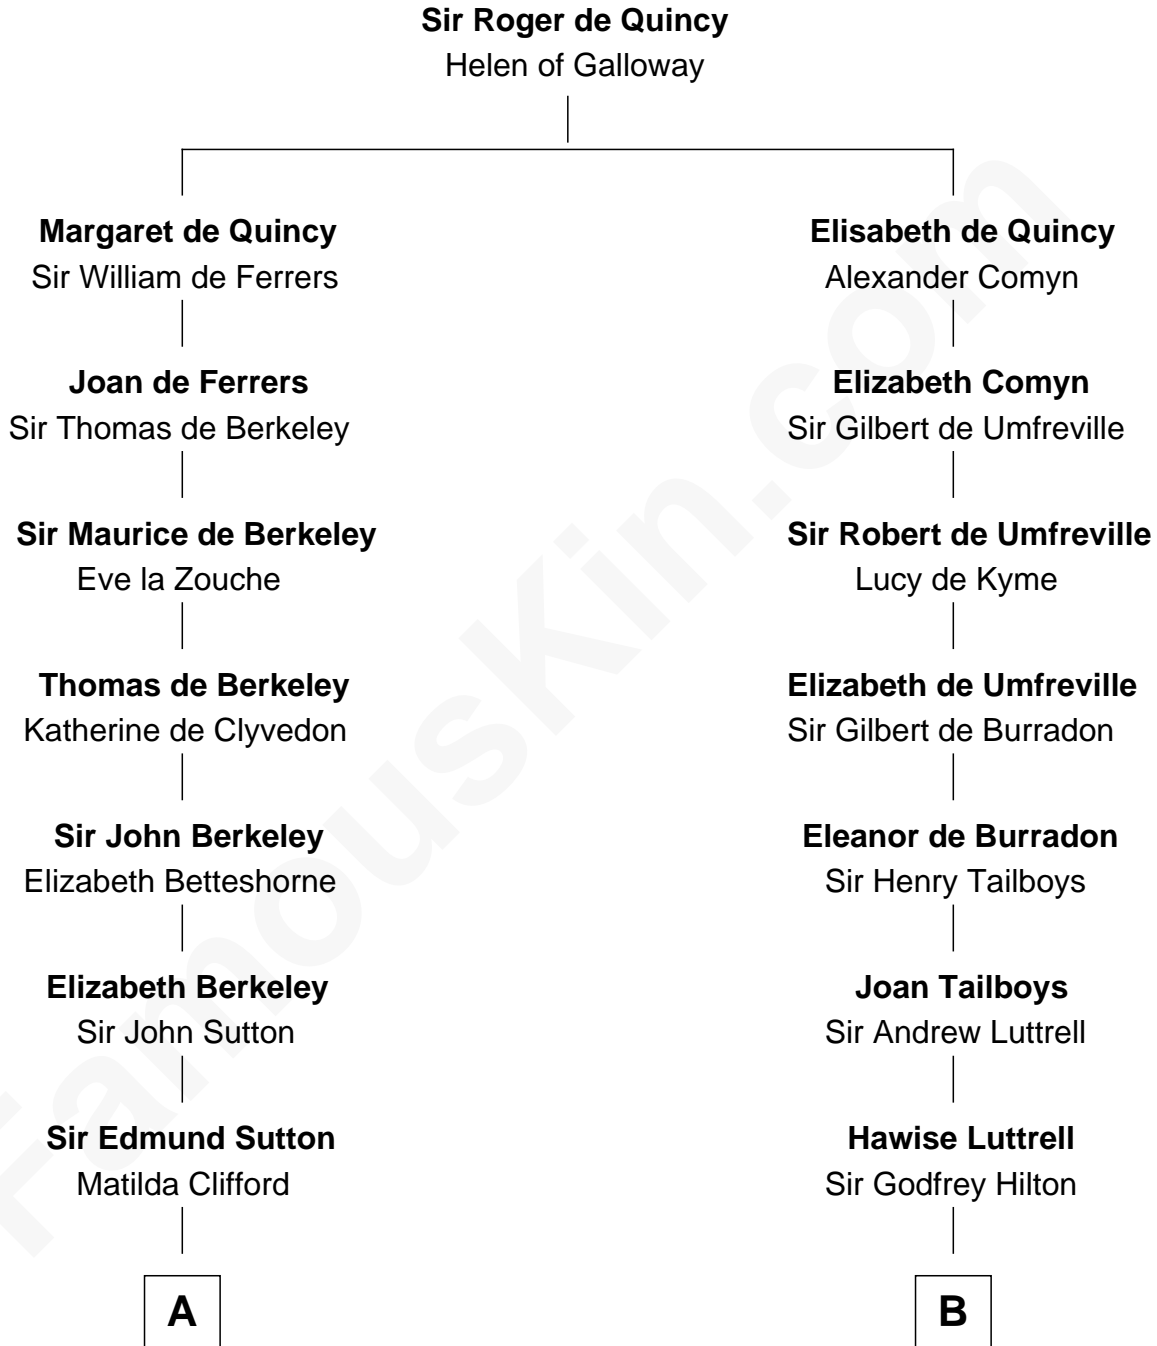 Sir Roger de Quincy
Helen of Galloway
Margaret de Quincy
Sir William de Ferrers
Elisabeth de Quincy
Alexander Comyn
Joan de Ferrers
Sir Thomas de Berkeley
Elizabeth Comyn
Sir Gilbert de Umfreville
Sir Maurice de Berkeley
Eve la Zouche
Sir Robert de Umfreville
Lucy de Kyme
Thomas de Berkeley
Katherine de Clyvedon
Elizabeth de Umfreville
Sir Gilbert de Burradon
Sir John Berkeley
Elizabeth Betteshorne
Eleanor de Burradon
Sir Henry Tailboys
Elizabeth Berkeley
Sir John Sutton
Joan Tailboys
Sir Andrew Luttrell
Sir Edmund Sutton
Matilda Clifford
Hawise Luttrell
Sir Godfrey Hilton
A
B
FamousKin.com